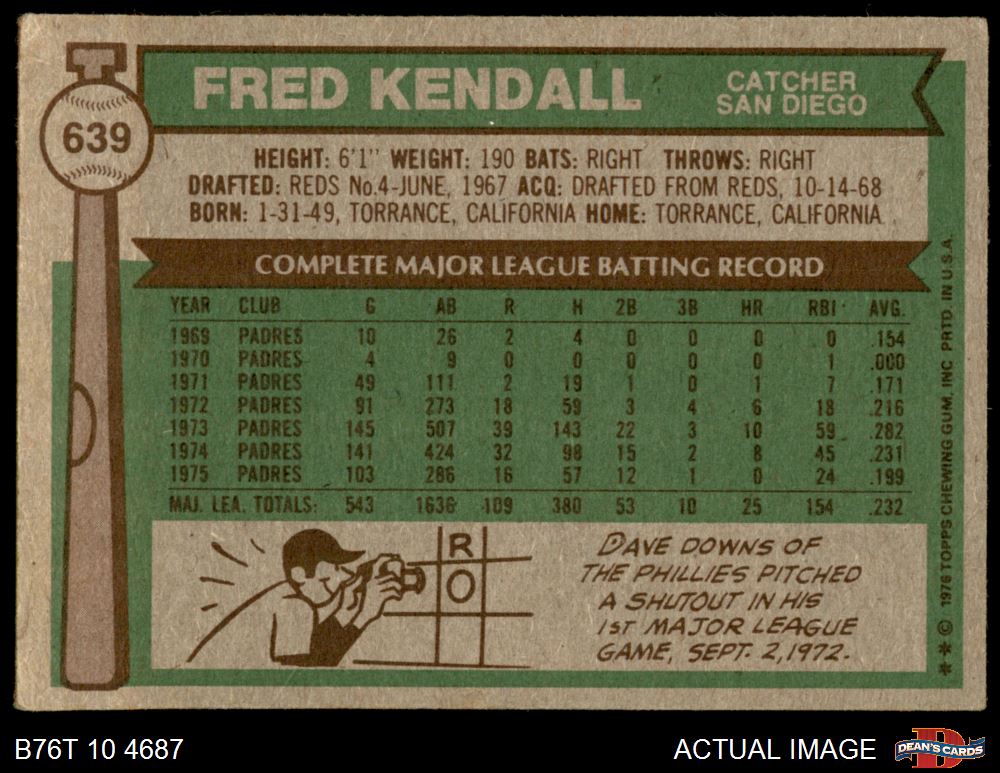 639
FRED KENDALL
CATCHER
SAN DIEGO
HEIGHT: 6'1" WEIGHT: 190 BATS: RIGHT THROWS: RIGHT
DRAFTED: REDS No.4-JUNE, 1967 ACQ: DRAFTED FROM REDS, 10-14-68
BORN: 1-31-49, TORRANCE, CALIFORNIA HOME: TORRANCE, CALIFORNIA
COMPLETE MAJOR LEAGUE BATTING RECORD
YEAR CLUB G AB R H 2B 3B HR RBI AVG.
1969 PADRES 10 26 2 4 0 0 0 0 .154
1970 PADRES 4 9 0 0 0 0 0 1 .000
1971 PADRES 49 111 2 19 1 0 1 7 .171
1972 PADRES 91 273 18 59 3 4 6 18 .216
1973 PADRES 145 507 39 143 22 3 10 59 .282
1974 PADRES 141 424 32 98 15 2 8 45 .231
1975 PADRES 103 286 16 57 12 1 0 24 .199
MAJ. LEA. TOTALS: 543 1636 109 380 53 10 25 154 .232
R
O
DAVE DOWNS OF
THE PHILLIES PITCHED
A SHUTOUT IN HIS
1ST MAJOR LEAGUE
GAME, SEPT. 2, 1972.
** © 1976 TOPPS CHEWING GUM, INC PRTD. IN U.S.A.
B76T 10 4687
ACTUAL IMAGE
D
DEAN'S CARDS